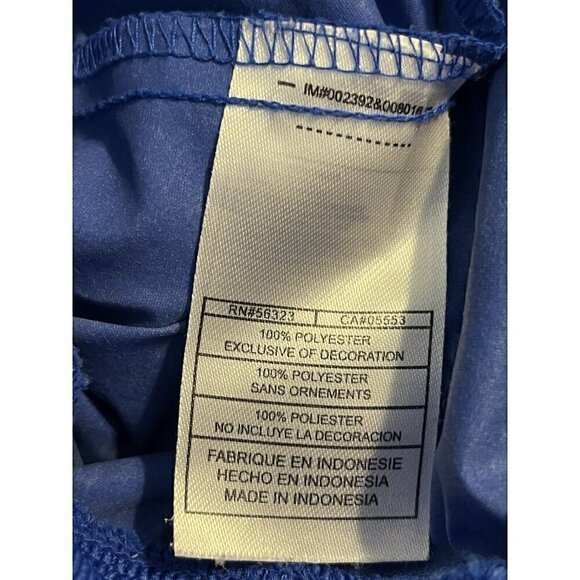 IM#002392&008016
RN#56323 CA#05553
100% POLYESTER
EXCLUSIVE OF DECORATION
100% POLYESTER
SANS ORNEMENTS
100% POLIESTER
NO INCLUYE LA DECORACION
FABRIQUE EN INDONESIE
HECHO EN INDONESIA
MADE IN INDONESIA